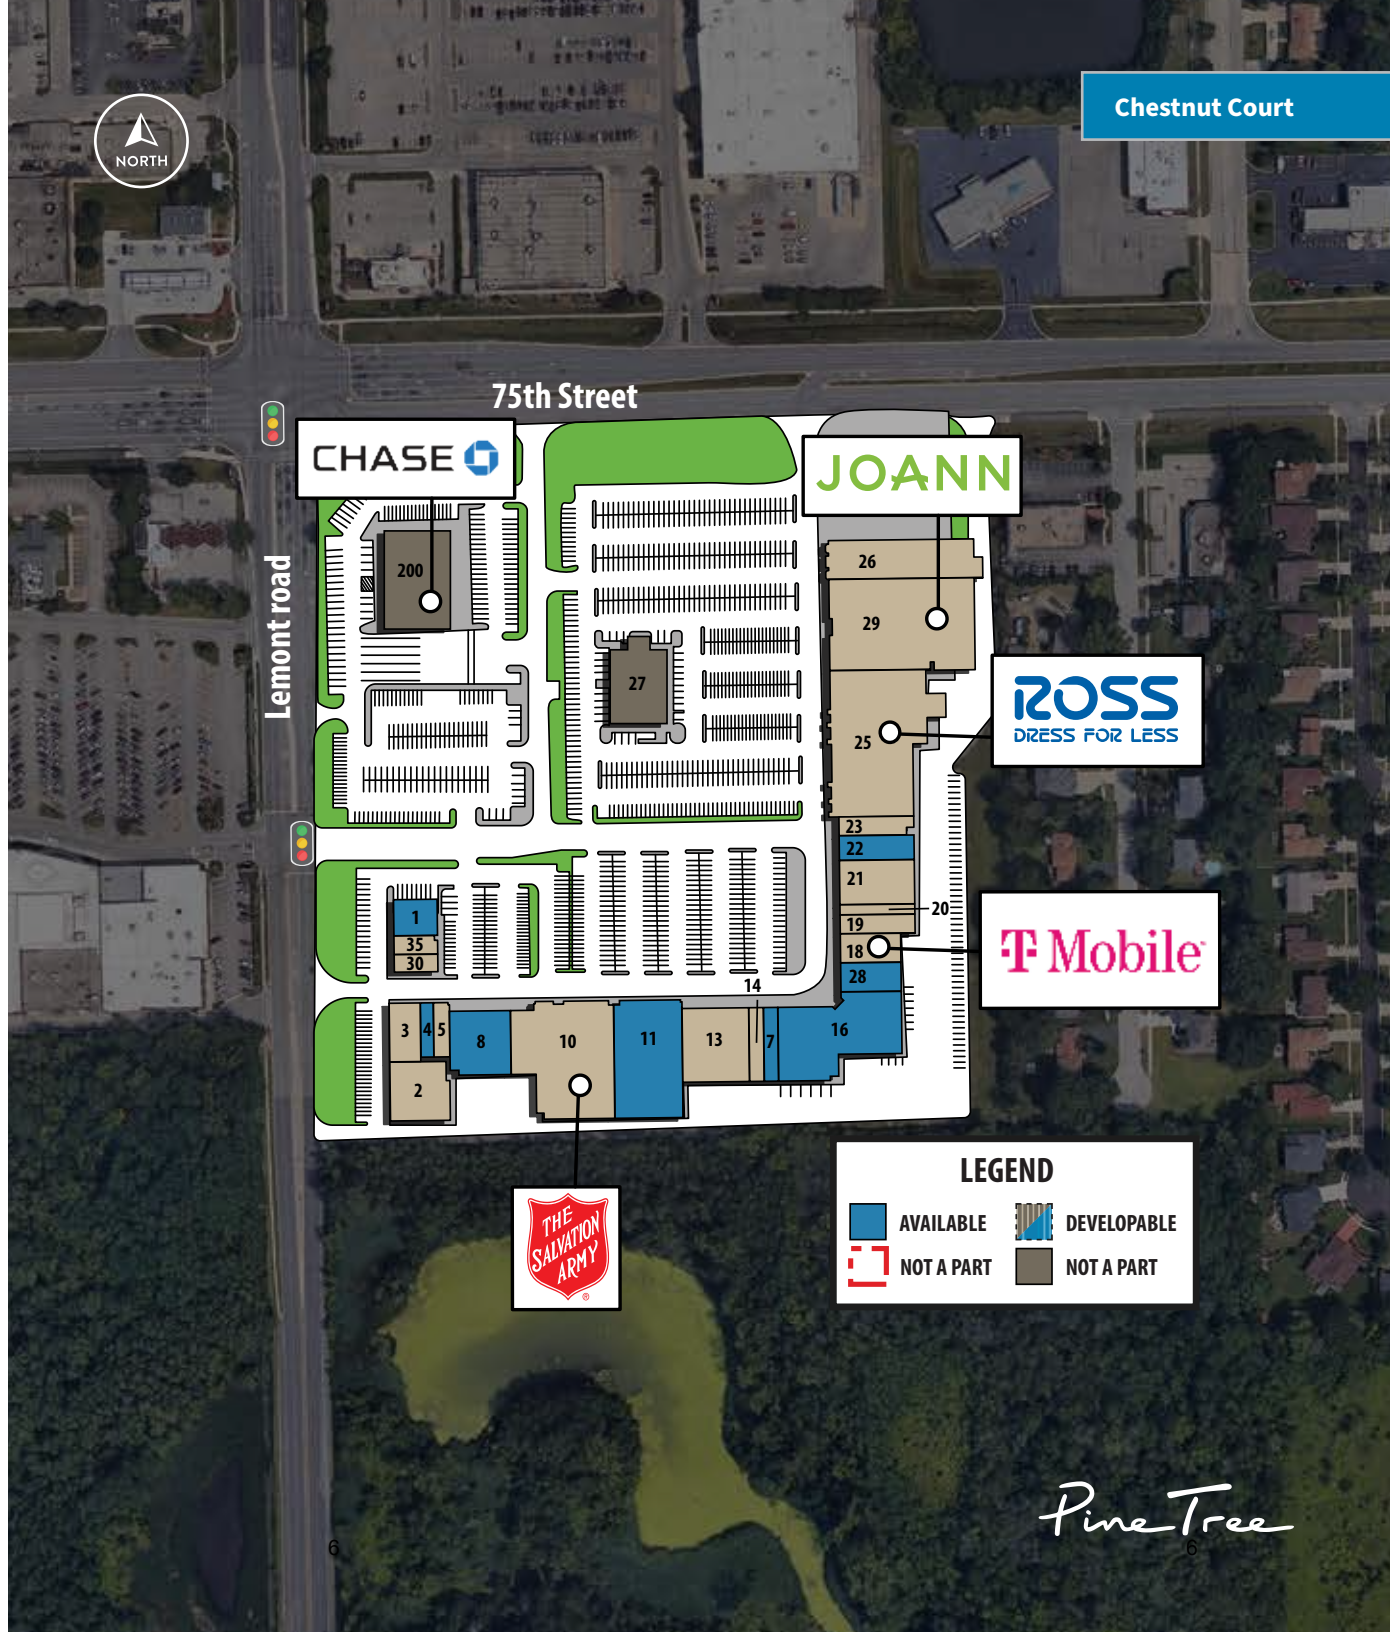 Chestnut Court
NORTH
75th Street
CHASE
JOANN
Lemont road
200
26
29
27
ROSS
DRESS FOR LESS
25
23
22
21
20
19
18
T Mobile
28
1
35
30
14
3
4
5
8
10
11
13
7
16
2
THE
SALVATION
ARMY
®
LEGEND
AVAILABLE
DEVELOPABLE
NOT A PART
NOT A PART
Pine Tree
6
6